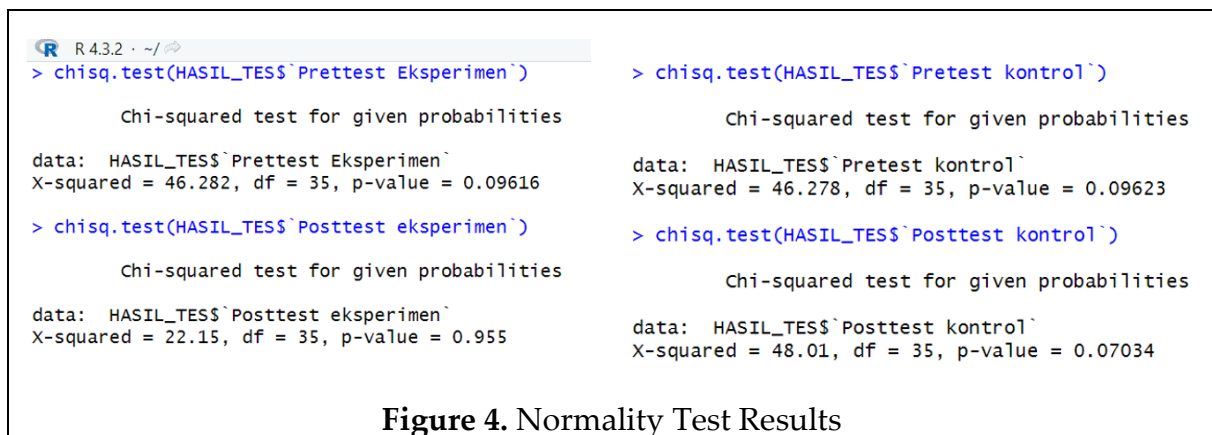 R 4.3.2 · ~/
> chisq.test(HASIL_TES$`Prettest Eksperimen`)
Chi-squared test for given probabilities
data: HASIL_TES$`Prettest Eksperimen`
X-squared = 46.282, df = 35, p-value = 0.09616
> chisq.test(HASIL_TES$`Posttest eksperimen`)
Chi-squared test for given probabilities
data: HASIL_TES$`Posttest eksperimen`
X-squared = 22.15, df = 35, p-value = 0.955
> chisq.test(HASIL_TES$`Pretest kontrol`)
Chi-squared test for given probabilities
data: HASIL_TES$`Pretest kontrol`
X-squared = 46.278, df = 35, p-value = 0.09623
> chisq.test(HASIL_TES$`Posttest kontrol`)
Chi-squared test for given probabilities
data: HASIL_TES$`Posttest kontrol`
X-squared = 48.01, df = 35, p-value = 0.07034
Figure 4. Normality Test Results